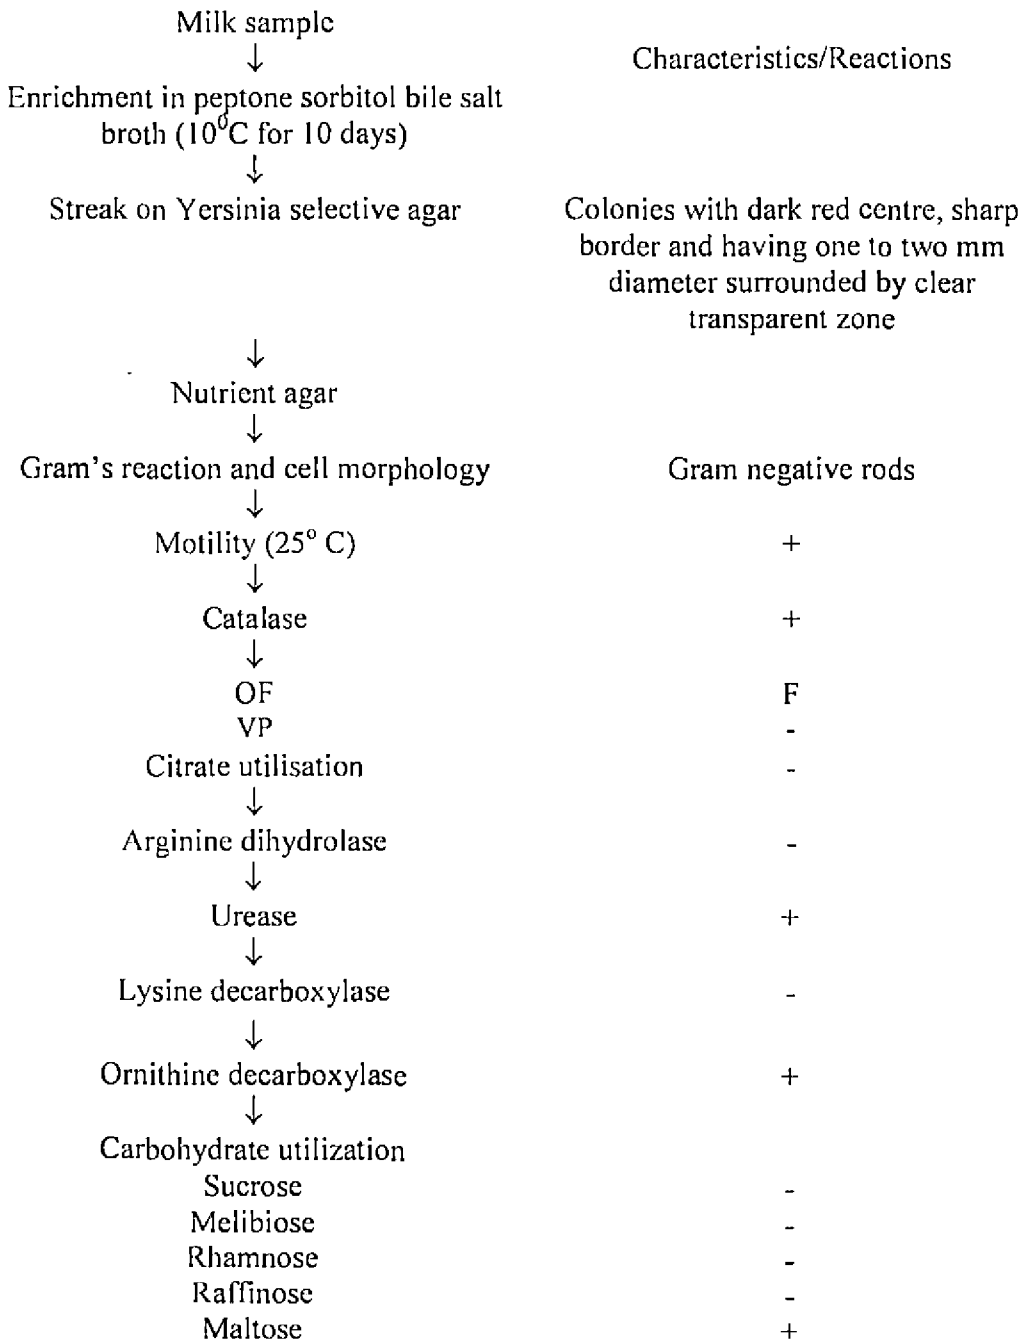 Milk sample
↓
Characteristics/Reactions
Enrichment in peptone sorbitol bile salt
broth (10⁰C for 10 days)
↓
Streak on Yersinia selective agar
Colonies with dark red centre, sharp
border and having one to two mm
diameter surrounded by clear
transparent zone
↓
Nutrient agar
↓
Gram's reaction and cell morphology Gram negative rods
↓
Motility (25° C) +
↓
Catalase +
↓
OF F
VP -
Citrate utilisation -
↓
Arginine dihydrolase -
↓
Urease +
↓
Lysine decarboxylase -
↓
Ornithine decarboxylase +
↓
Carbohydrate utilization
Sucrose -
Melibiose -
Rhamnose -
Raffinose -
Maltose +